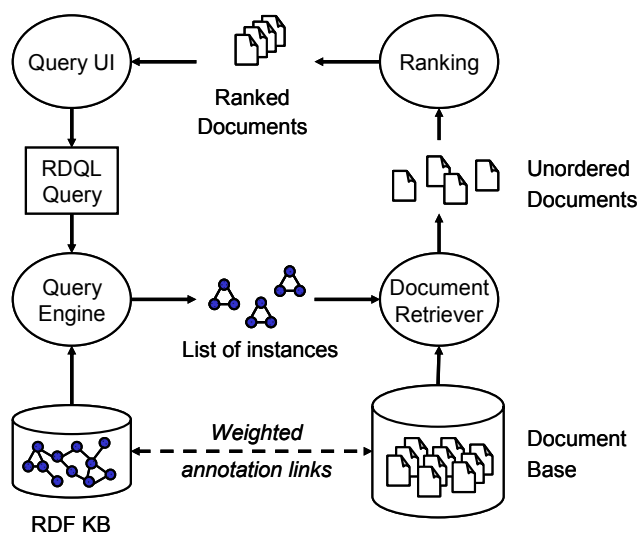 Query UI
Ranked
Documents
Ranking
RDQL
Query
Unordered
Documents
Query
Engine
List of instances
Document
Retriever
Weighted
annotation links
RDF KB
Document
Base